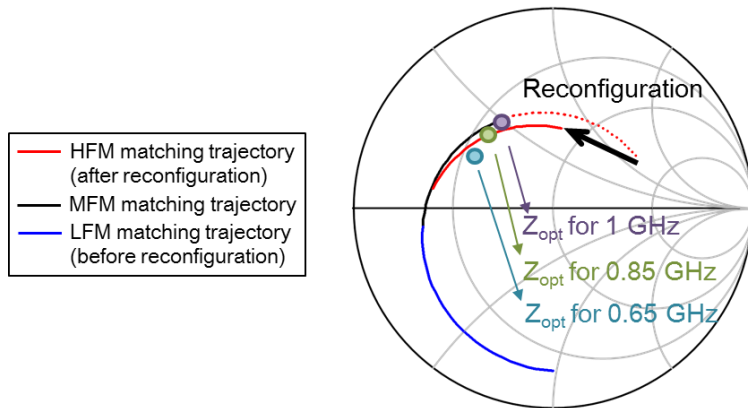 HFM matching trajectory
(after reconfiguration)
MFM matching trajectory
LFM matching trajectory
(before reconfiguration)
Reconfiguration
Zopt for 1 GHz
Zopt for 0.85 GHz
Zopt for 0.65 GHz